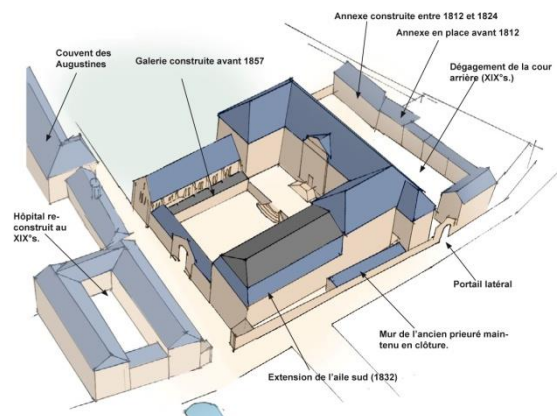 Annexe construite entre 1812 et 1824
Annexe en place avant 1812
Couvent des
Augustines
Galerie construite avant 1857
Dégagement de la cour
arrière (XIX°s.)
Hôpital re-
construit au
XIX°s.
Portail latéral
Mur de l'ancien prieuré main-
tenu en clôture.
Extension de l'aile sud (1832)